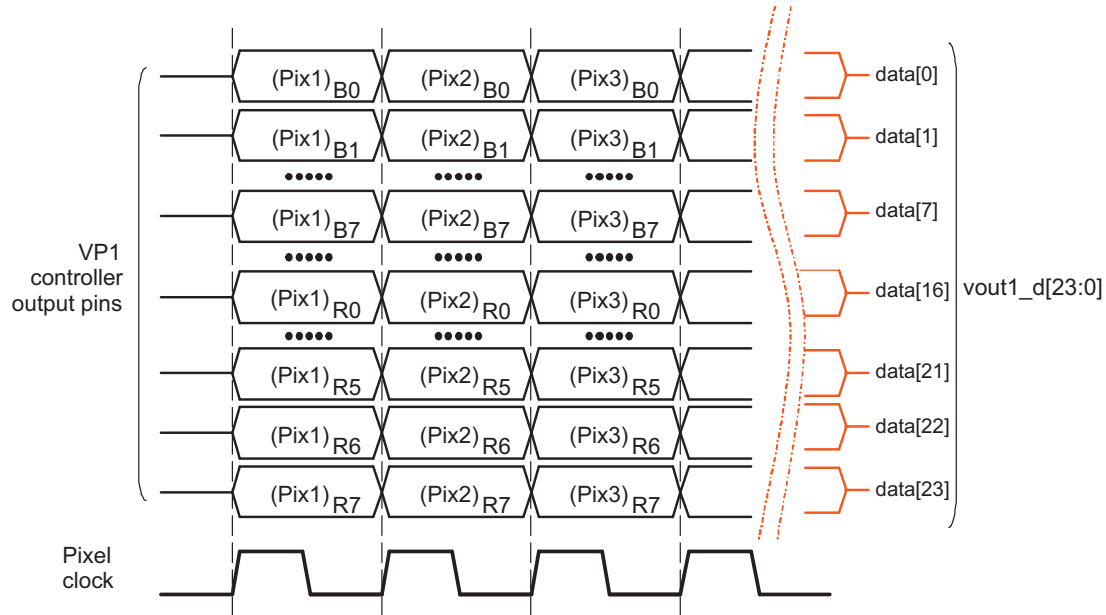 (Pix1)B0 (Pix2)B0 (Pix3)B0 data[0]
(Pix1)B1 (Pix2)B1 (Pix3)B1 data[1]
••••• ••••• •••••
(Pix1)B7 (Pix2)B7 (Pix3)B7 data[7]
••••• ••••• •••••
VP1
controller
output pins
(Pix1)R0 (Pix2)R0 (Pix3)R0 data[16]
vout1_d[23:0]
••••• ••••• •••••
(Pix1)R5 (Pix2)R5 (Pix3)R5 data[21]
(Pix1)R6 (Pix2)R6 (Pix3)R6 data[22]
(Pix1)R7 (Pix2)R7 (Pix3)R7 data[23]
Pixel
clock